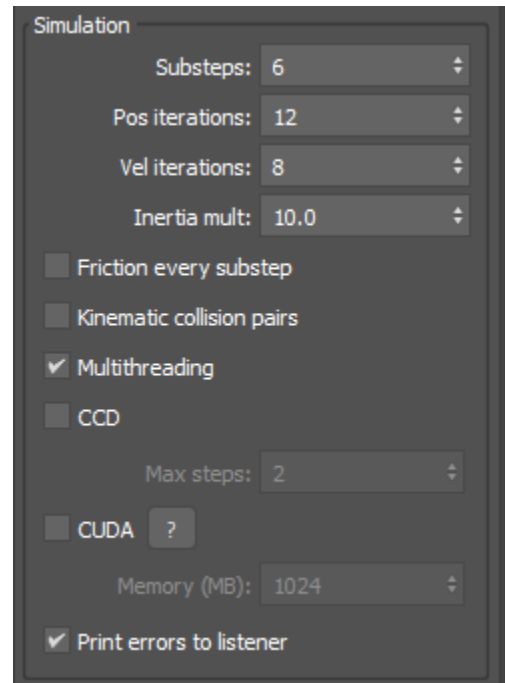 Simulation
Substeps: 6
Pos iterations: 12
Vel iterations: 8
Inertia mult: 10.0
Friction every substep
Kinematic collision pairs
Multithreading
CCD
Max steps: 2
CUDA ?
Memory (MB): 1024
Print errors to listener